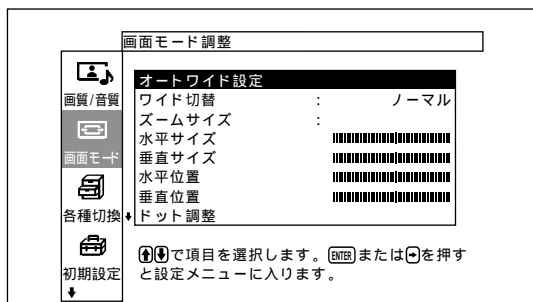 画面モード調整
画質/音質
画面モード
各種切換
初期設定
オートワイド設定
ワイド切替 : ノーマル
ズームサイズ :
水平サイズ
垂直サイズ
水平位置
垂直位置
ドット調整
で項目を選択します。ENTERまたはを押す
と設定メニューに入ります。